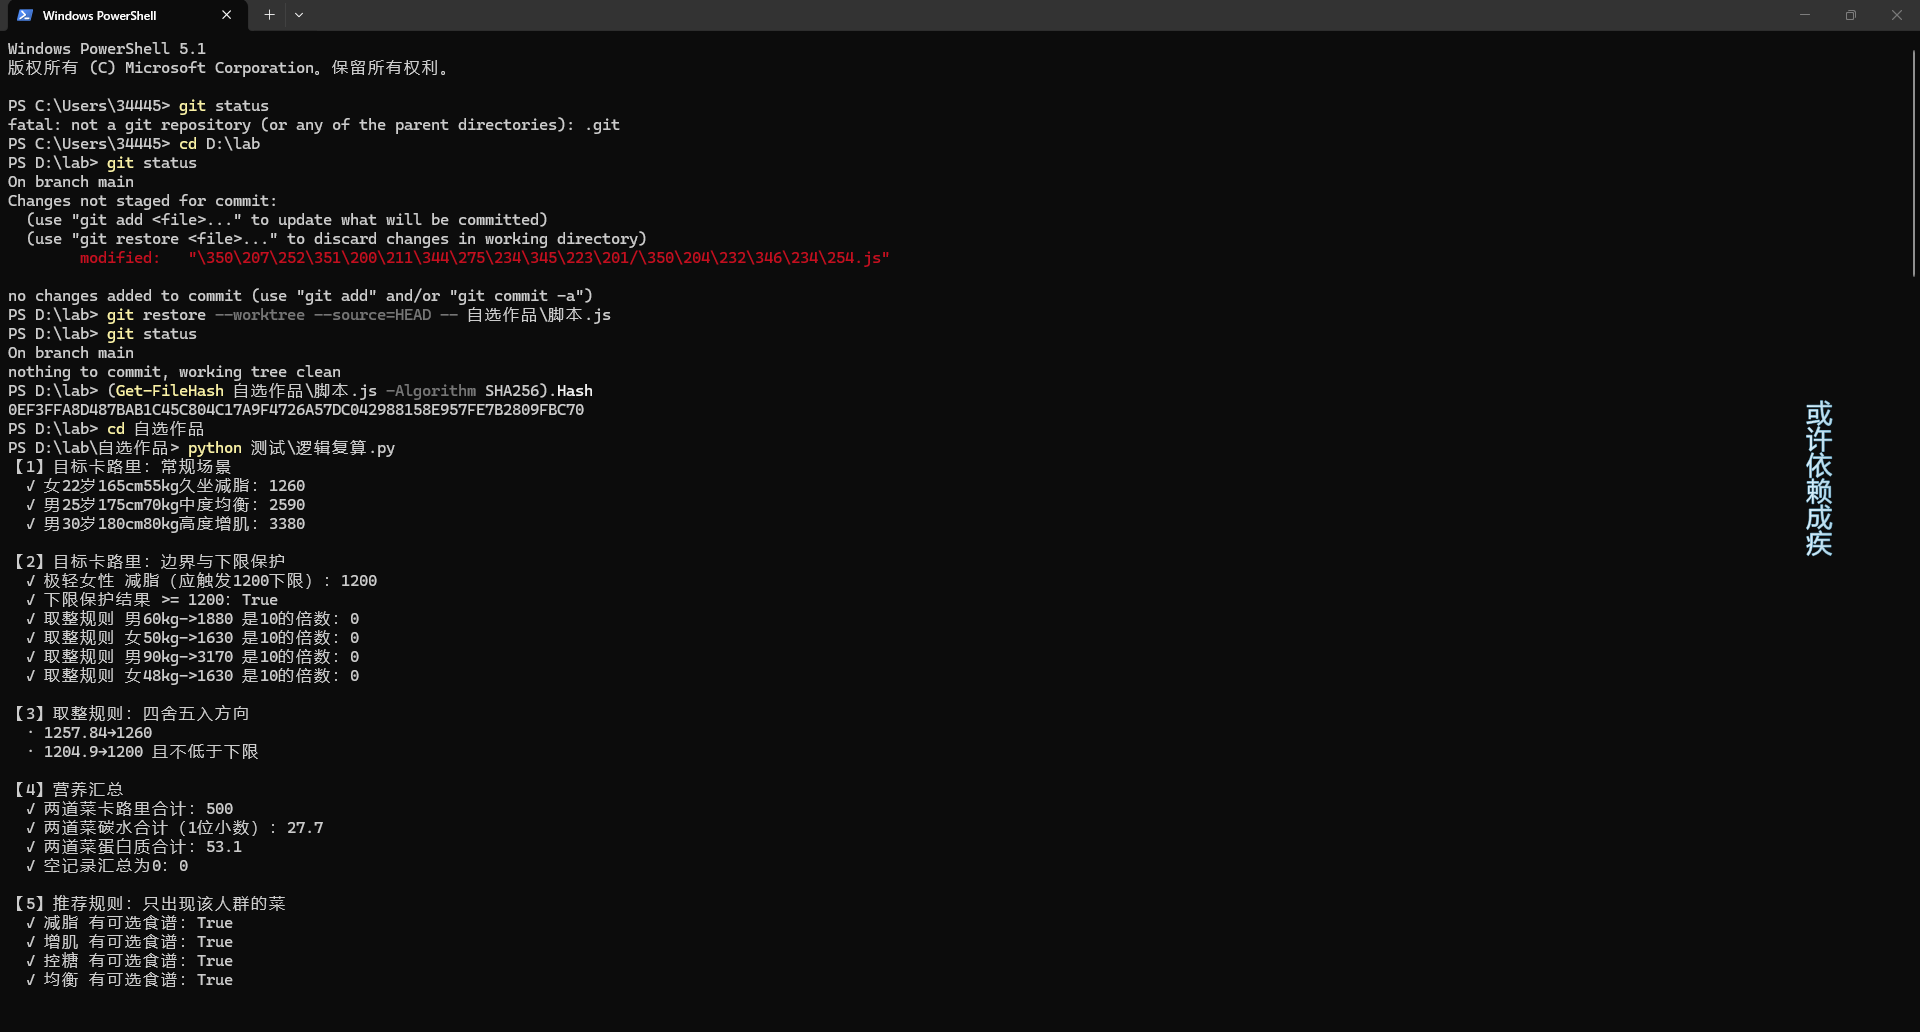 Windows PowerShell
Windows PowerShell 5.1
版权所有 (C) Microsoft Corporation。保留所有权利。
PS C:\Users\34445> git status
fatal: not a git repository (or any of the parent directories): .git
PS C:\Users\34445> cd D:\lab
PS D:\lab> git status
On branch main
Changes not staged for commit:
  (use "git add <file>..." to update what will be committed)
  (use "git restore <file>..." to discard changes in working directory)
        modified:   "\350\207\252\351\200\211\344\275\234\345\223\201/\350\204\232\346\234\254.js"
no changes added to commit (use "git add" and/or "git commit -a")
PS D:\lab> git restore --worktree --source=HEAD -- 自选作品\脚本.js
PS D:\lab> git status
On branch main
nothing to commit, working tree clean
PS D:\lab> (Get-FileHash 自选作品\脚本.js -Algorithm SHA256).Hash
0EF3FFA8D487BAB1C45C804C17A9F4726A57DC042988158E957FE7B2809FBC70
PS D:\lab> cd 自选作品
PS D:\lab\自选作品> python 测试\逻辑复算.py
【1】目标卡路里: 常规场景
  √ 女22岁165cm55kg久坐减脂: 1260
  √ 男25岁175cm70kg中度均衡: 2590
  √ 男30岁180cm80kg高度增肌: 3380
【2】目标卡路里: 边界与下限保护
  √ 极轻女性 减脂（应触发1200下限）: 1200
  √ 下限保护结果 >= 1200: True
  √ 取整规则 男60kg->1880 是10的倍数: 0
  √ 取整规则 女50kg->1630 是10的倍数: 0
  √ 取整规则 男90kg->3170 是10的倍数: 0
  √ 取整规则 女48kg->1630 是10的倍数: 0
【3】取整规则: 四舍五入方向
  · 1257.84→1260
  · 1204.9→1200 且不低于下限
【4】营养汇总
  √ 两道菜卡路里合计: 500
  √ 两道菜碳水合计（1位小数）: 27.7
  √ 两道菜蛋白质合计: 53.1
  √ 空记录汇总为0: 0
【5】推荐规则: 只出现该人群的菜
  √ 减脂 有可选食谱: True
  √ 增肌 有可选食谱: True
  √ 控糖 有可选食谱: True
  √ 均衡 有可选食谱: True
或许依赖成疾